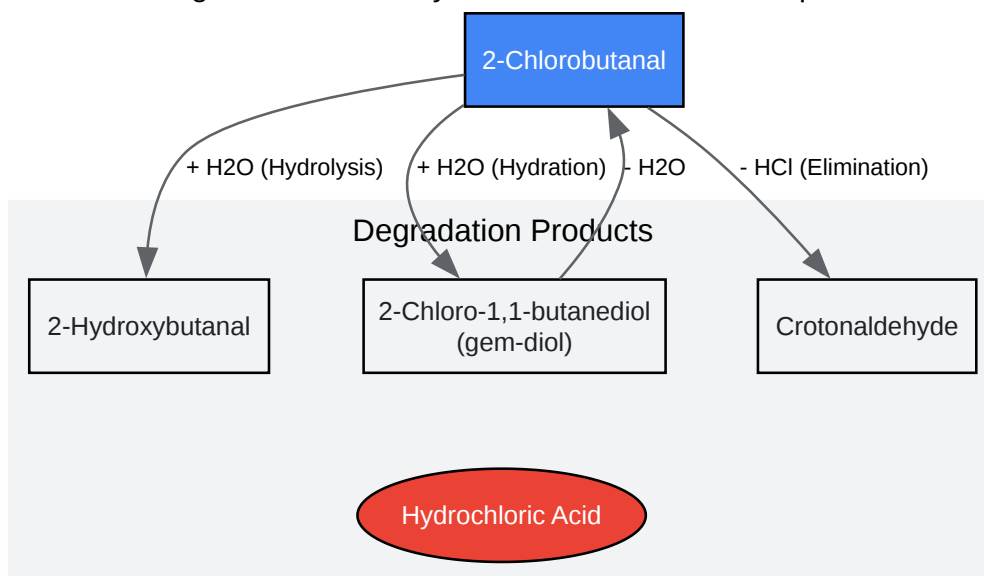 2-Chlorobutanal
+ H2O (Hydrolysis)
+ H2O (Hydration)
- H2O
- HCl (Elimination)
Degradation Products
2-Hydroxybutanal
2-Chloro-1,1-butanediol
(gem-diol)
Crotonaldehyde
Hydrochloric Acid